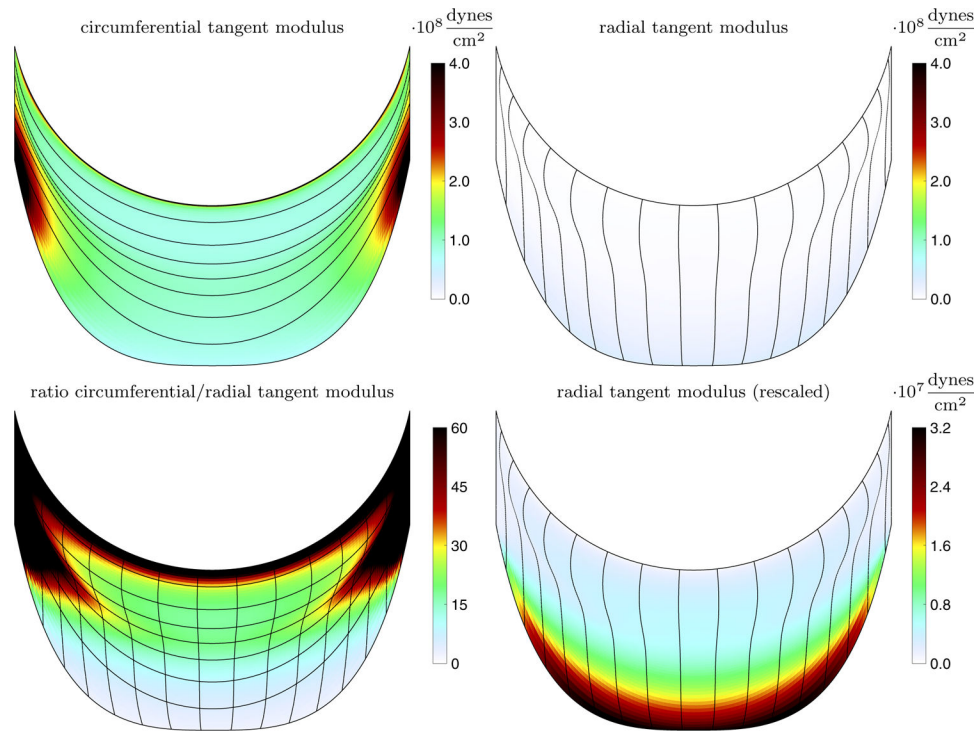 circumferential tangent modulus
·10⁸ dynes/cm²
4.0
3.0
2.0
1.0
0.0
radial tangent modulus
·10⁸ dynes/cm²
4.0
3.0
2.0
1.0
0.0
ratio circumferential/radial tangent modulus
60
45
30
15
0
radial tangent modulus (rescaled)
·10⁷ dynes/cm²
3.2
2.4
1.6
0.8
0.0